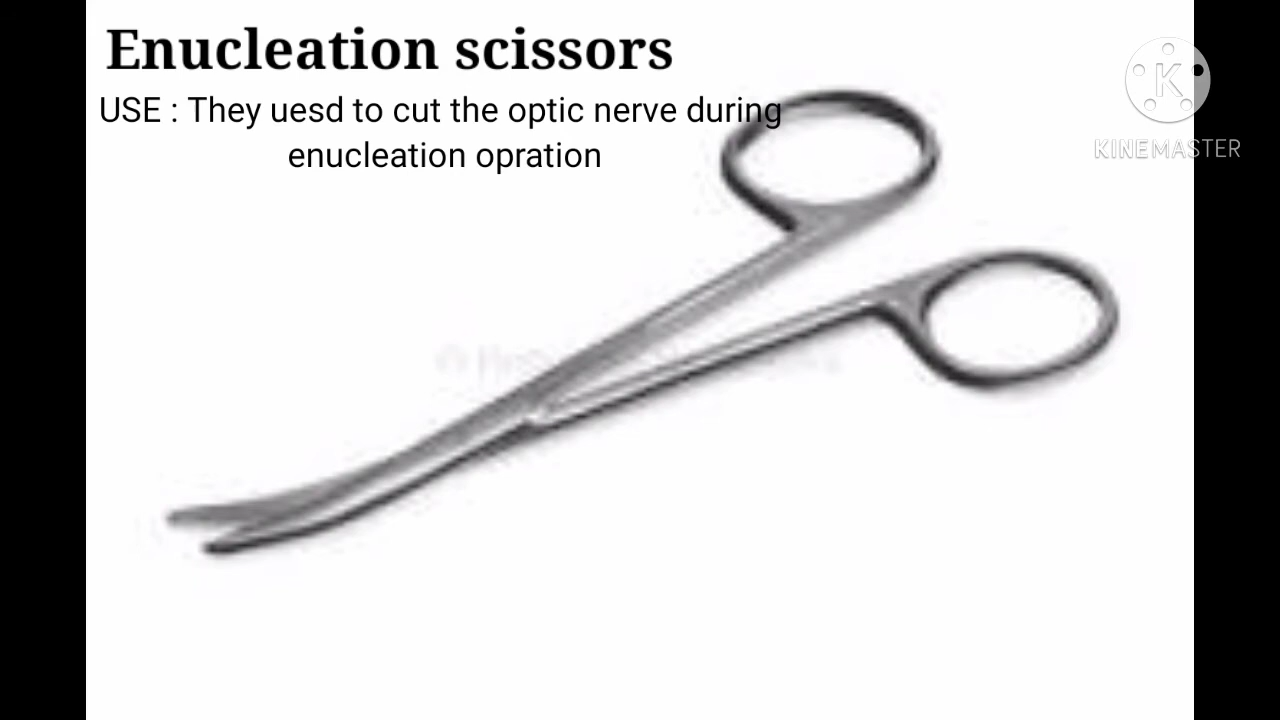 Enucleation scissors
USE : They uesd to cut the optic nerve during
enucleation opration
K
KINEMASTER